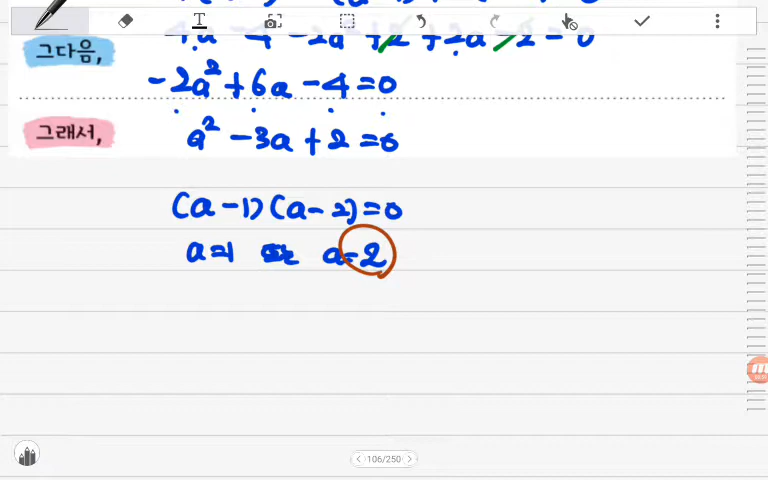 그다음,
-2a² + 6a - 4 = 0
그래서,
a² - 3a + 2 = 0
(a - 1)(a - 2) = 0
a = 1 or a = 2
106/250